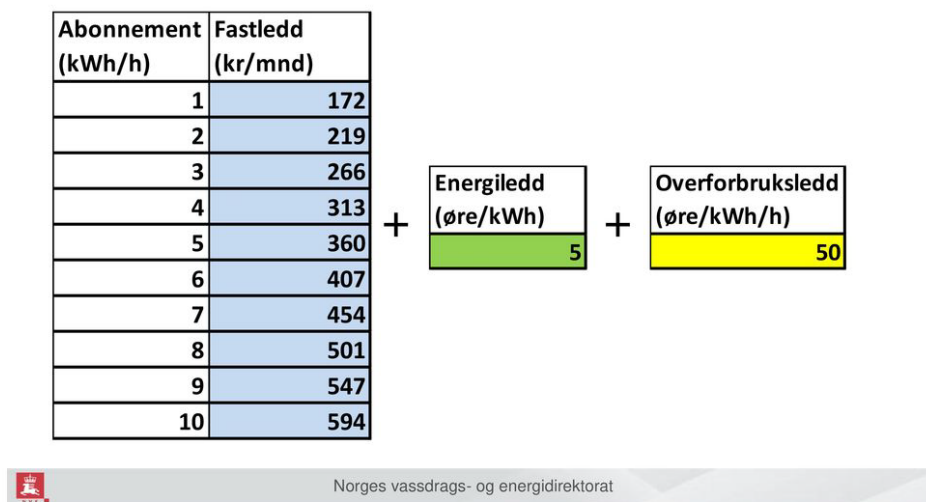 Abonnement Fastledd
(kWh/h) (kr/mnd)
1 172
2 219
3 266
4 313
5 360
6 407
7 454
8 501
9 547
10 594
+
Energiledd
(øre/kWh)
5
+
Overforbruksledd
(øre/kWh/h)
50
Norges vassdrags- og energidirektorat